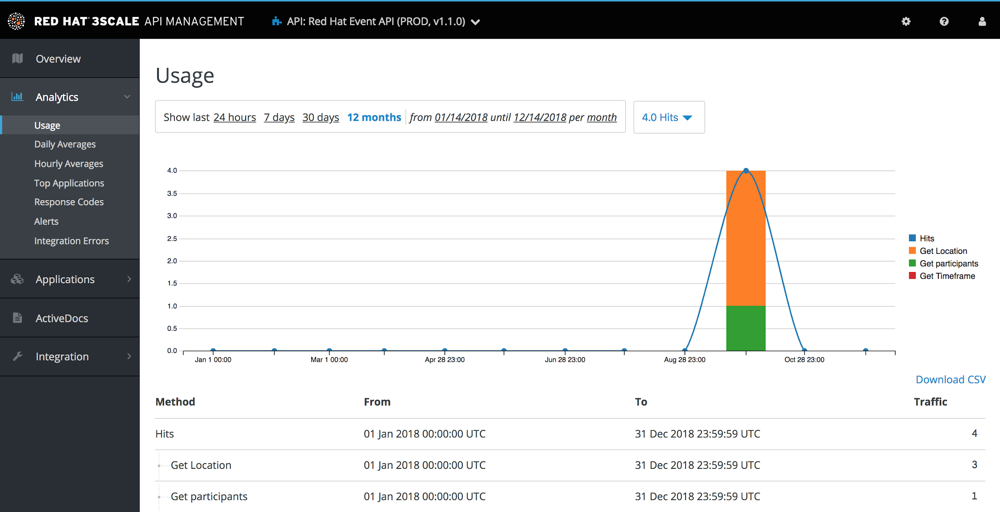 RED HAT® 3SCALE API MANAGEMENT API: Red Hat Event API (PROD, v1.1.0)
Overview
Analytics
Usage
Daily Averages
Hourly Averages
Top Applications
Response Codes
Alerts
Integration Errors
Applications
ActiveDocs
Integration
Usage
Show last 24 hours 7 days 30 days 12 months from 01/14/2018 until 12/14/2018 per month 4.0 Hits
4.0
3.5
3.0
2.5
2.0
1.5
1.0
0.5
0.0
Jan 1 00:00 Mar 1 00:00 Apr 28 23:00 Jun 28 23:00 Aug 28 23:00 Oct 28 23:00
Hits
Get Location
Get participants
Get Timeframe
Download CSV
Method From To Traffic
Hits 01 Jan 2018 00:00:00 UTC 31 Dec 2018 23:59:59 UTC 4
Get Location 01 Jan 2018 00:00:00 UTC 31 Dec 2018 23:59:59 UTC 3
Get participants 01 Jan 2018 00:00:00 UTC 31 Dec 2018 23:59:59 UTC 1